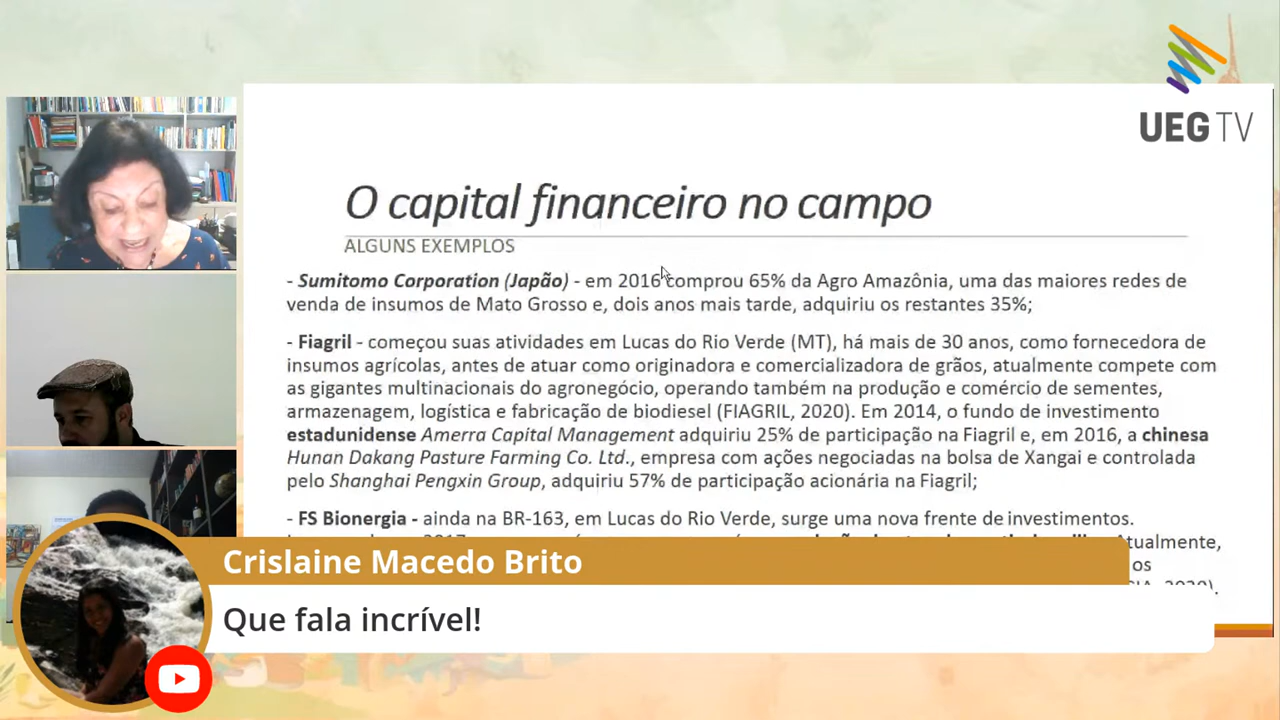 UEG TV
O capital financeiro no campo
ALGUNS EXEMPLOS
- Sumitomo Corporation (Japão) - em 2016 comprou 65% da Agro Amazônia, uma das maiores redes de
venda de insumos de Mato Grosso e, dois anos mais tarde, adquiriu os restantes 35%;
- Fiagril - começou suas atividades em Lucas do Rio Verde (MT), há mais de 30 anos, como fornecedora de
insumos agrícolas, antes de atuar como originadora e comercializadora de grãos, atualmente compete com
as gigantes multinacionais do agronegócio, operando também na produção e comércio de sementes,
armazenagem, logística e fabricação de biodiesel (FIAGRIL, 2020). Em 2014, o fundo de investimento
estadunidense Amerra Capital Management adquiriu 25% de participação na Fiagril e, em 2016, a chinesa
Hunan Dakang Pasture Farming Co. Ltd., empresa com ações negociadas na bolsa de Xangai e controlada
pelo Shanghai Pengxin Group, adquiriu 57% de participação acionária na Fiagril;
- FS Bionergia - ainda na BR-163, em Lucas do Rio Verde, surge uma nova frente de investimentos.
Atualmente,
os
2020).
Crislaine Macedo Brito
Que fala incrível!